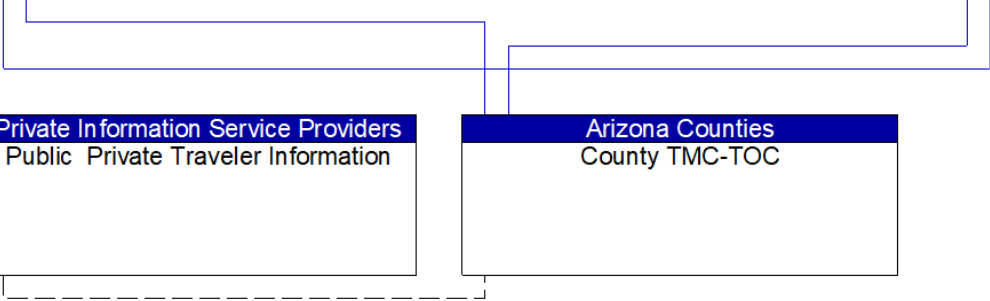 Private Information Service Providers
Public  Private Traveler Information
Arizona Counties
County TMC-TOC